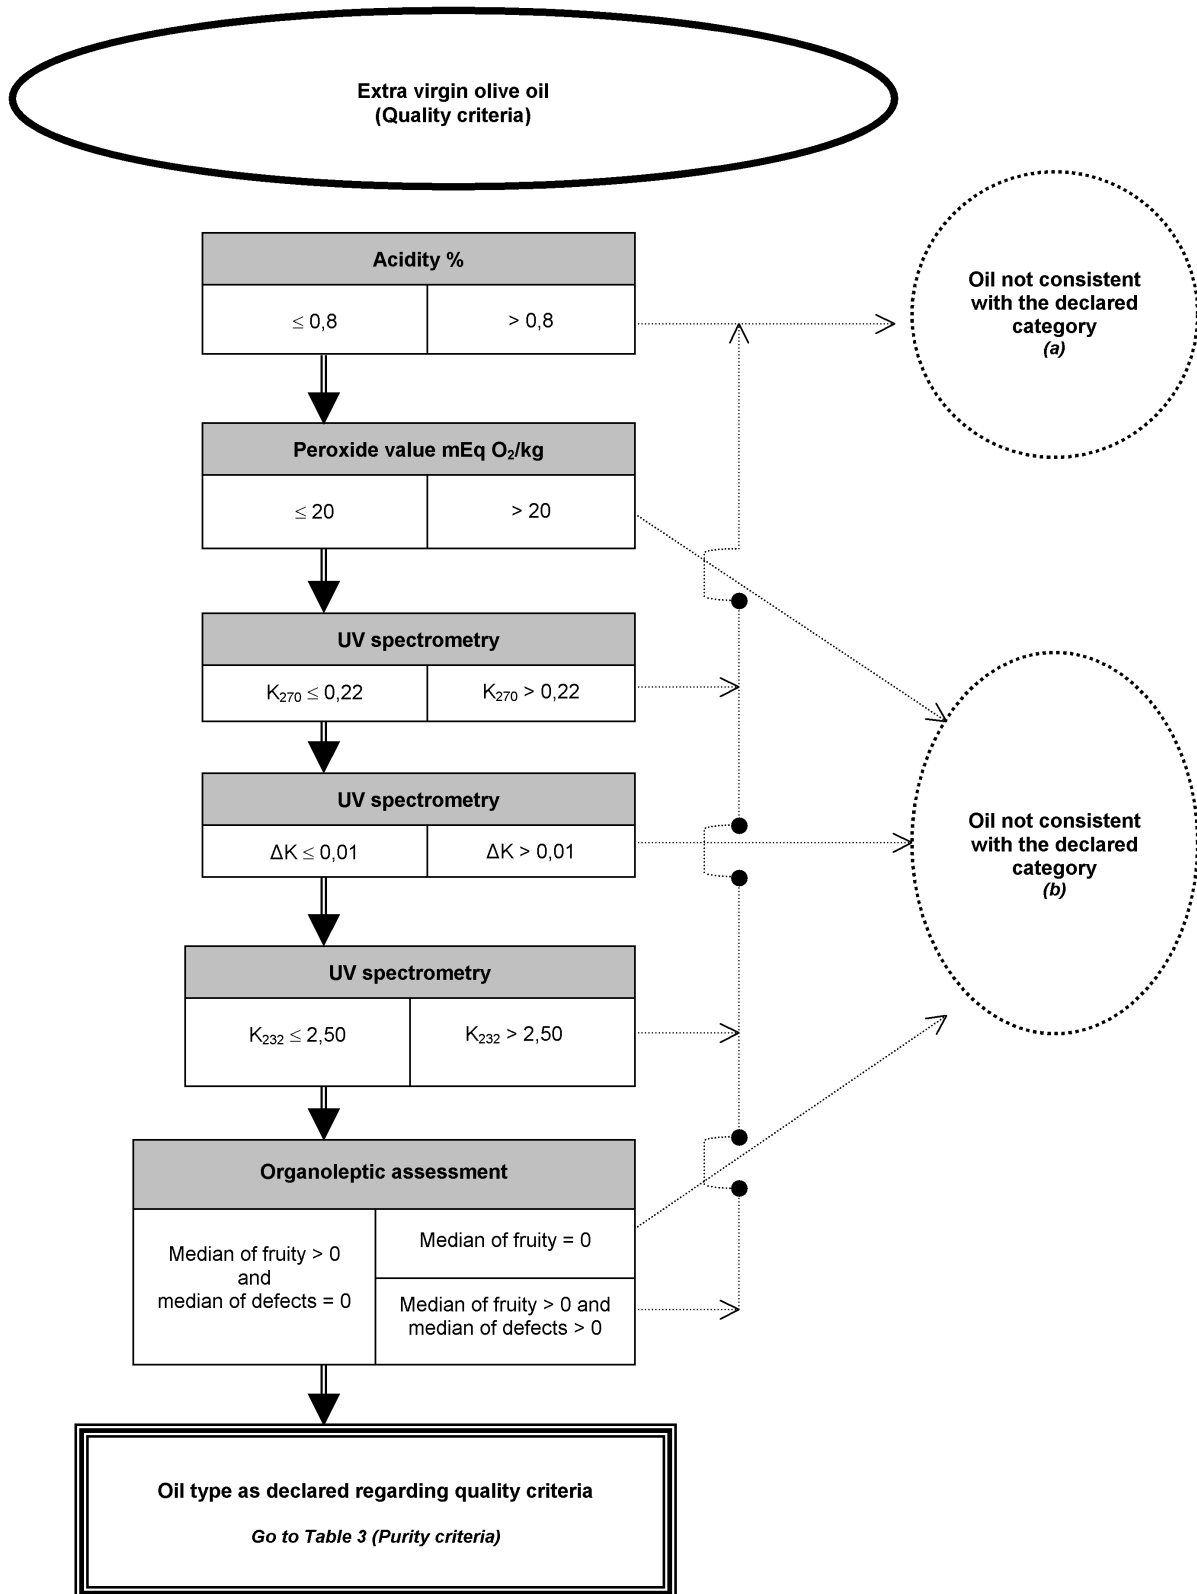 Extra virgin olive oil
(Quality criteria)
Acidity %
≤ 0,8
> 0,8
Oil not consistent
with the declared
category
(a)
Peroxide value mEq O₂/kg
≤ 20
> 20
UV spectrometry
K₂₇₀ ≤ 0,22
K₂₇₀ > 0,22
UV spectrometry
ΔK ≤ 0,01
ΔK > 0,01
Oil not consistent
with the declared
category
(b)
UV spectrometry
K₂₃₂ ≤ 2,50
K₂₃₂ > 2,50
Organoleptic assessment
Median of fruity > 0
and
median of defects = 0
Median of fruity = 0
Median of fruity > 0 and
median of defects > 0
Oil type as declared regarding quality criteria
Go to Table 3 (Purity criteria)